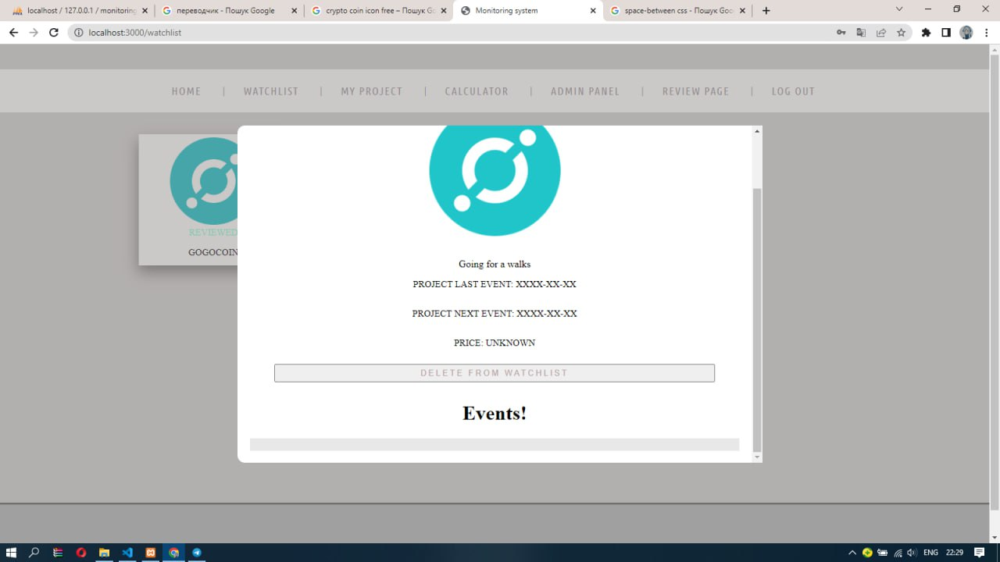 localhost / 127.0.0.1 / monitoring
переводчик - Пошук Google
crypto coin icon free – Пошук Go
Monitoring system
space-between css - Пошук Goo
localhost:3000/watchlist
HOME | WATCHLIST | MY PROJECT | CALCULATOR | ADMIN PANEL | REVIEW PAGE | LOG OUT
REVIEWED
GOGOCOIN
Going for a walks
PROJECT LAST EVENT: XXXX-XX-XX
PROJECT NEXT EVENT: XXXX-XX-XX
PRICE: UNKNOWN
DELETE FROM WATCHLIST
Events!
ENG 22:29